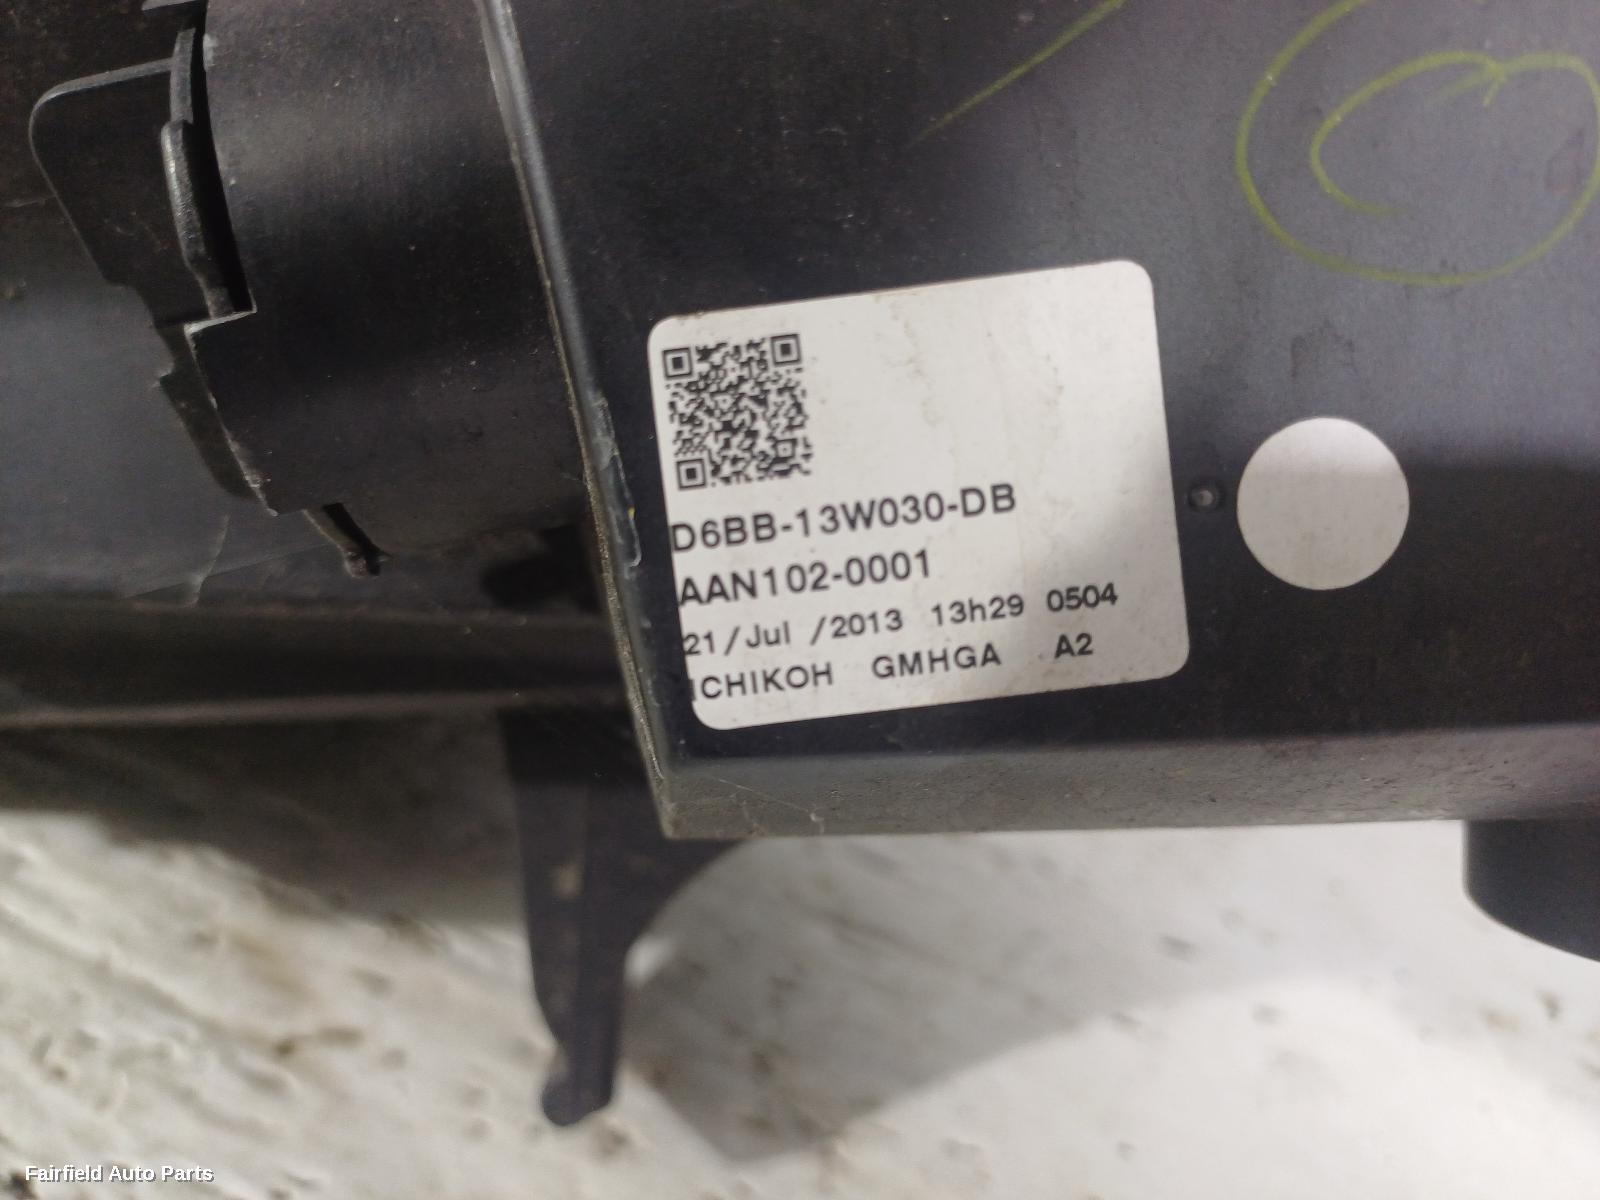 D6BB-13W030-DB
AAN102-0001
21/Jul /2013 13h29 0504
ICHIKOH GMHGA A2
Fairfield Auto Parts